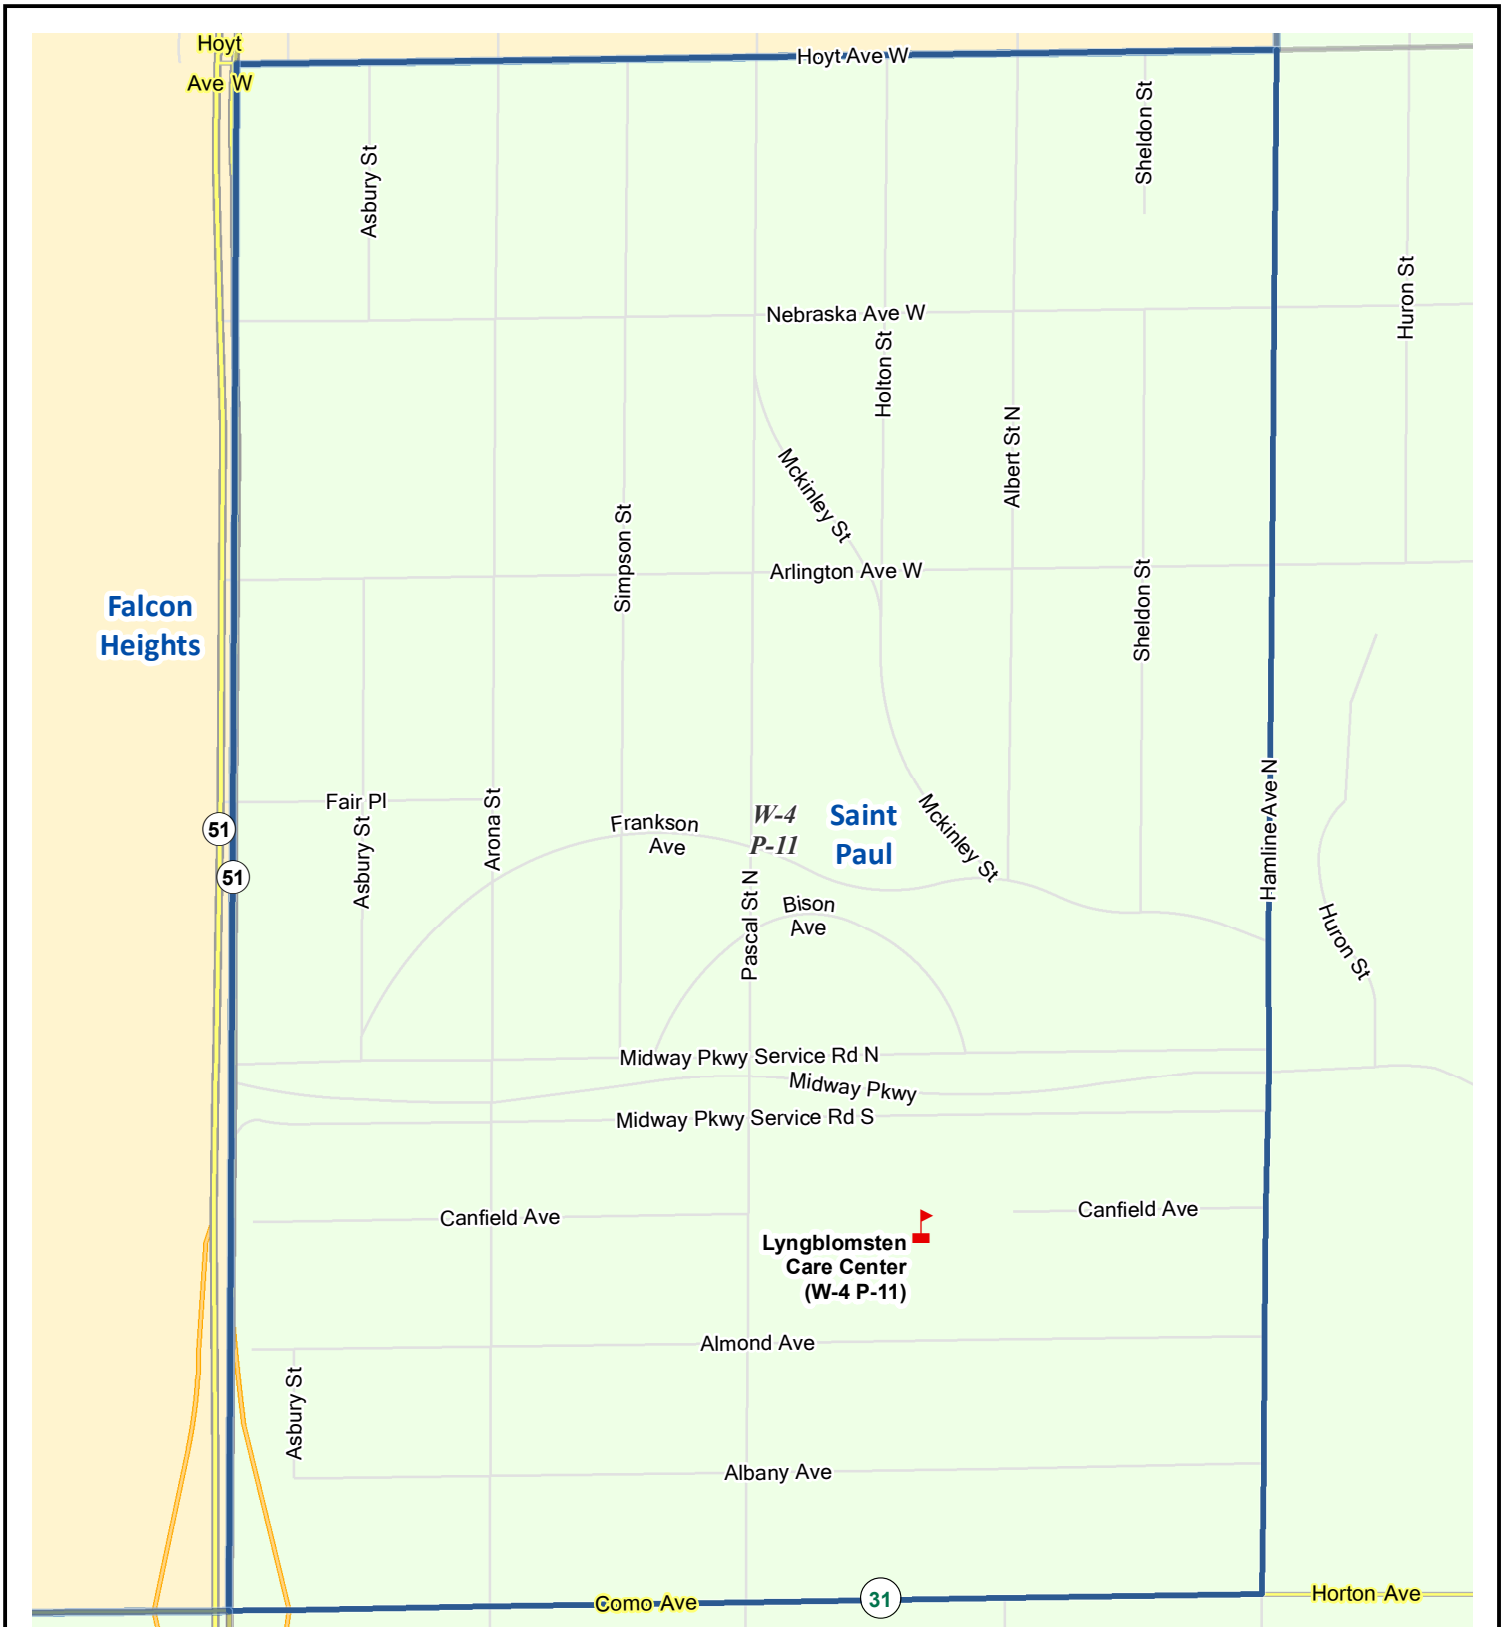 Hoyt
Ave W
Hoyt Ave W
Sheldon St
Asbury St
Huron St
Nebraska Ave W
Holton St
Albert St N
Mckinley St
Simpson St
Arlington Ave W
Sheldon St
Falcon
Heights
Fair Pl
Asbury St
Arona St
Frankson
Ave
W-4
P-11
Saint
Paul
Mckinley St
Hamline Ave N
51
51
Pascal St N
Bison
Ave
Huron St
Midway Pkwy Service Rd N
Midway Pkwy
Midway Pkwy Service Rd S
Canfield Ave
Canfield Ave
Lyngblomsten
Care Center
(W-4 P-11)
Almond Ave
Asbury St
Albany Ave
Como Ave
31
Horton Ave